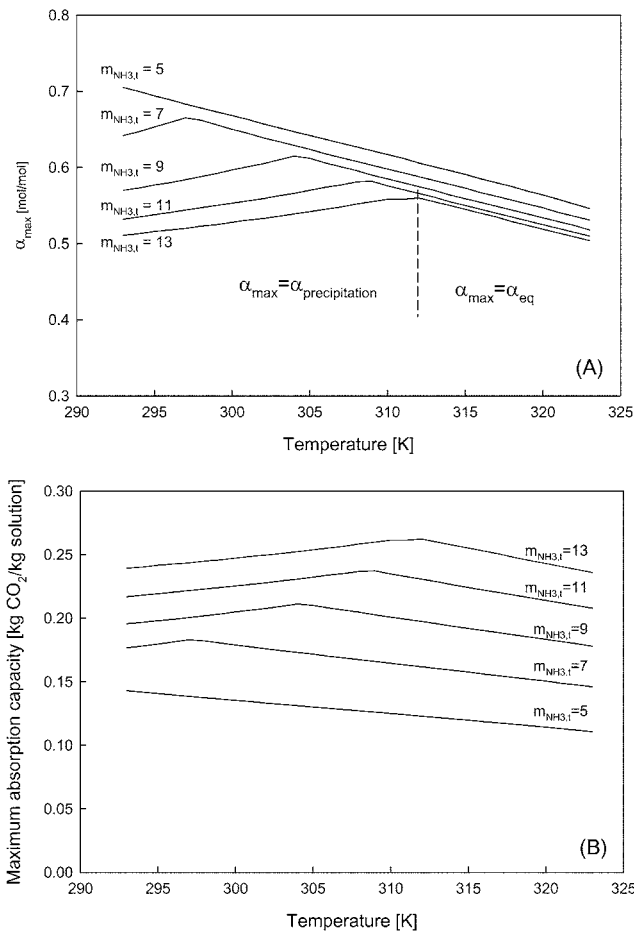 0.8
0.7
0.6
0.5
0.4
0.3
α_max [mol/mol]
m_NH3,t = 5
m_NH3,t = 7
m_NH3,t = 9
m_NH3,t = 11
m_NH3,t = 13
α_max=α_precipitation
α_max=α_eq
(A)
290 295 300 305 310 315 320 325
Temperature [K]
0.30
0.25
0.20
0.15
0.10
0.05
0.00
Maximum absorption capacity [kg CO₂/kg solution]
m_NH3,t=13
m_NH3,t=11
m_NH3,t=9
m_NH3,t=7
m_NH3,t=5
(B)
290 295 300 305 310 315 320 325
Temperature [K]